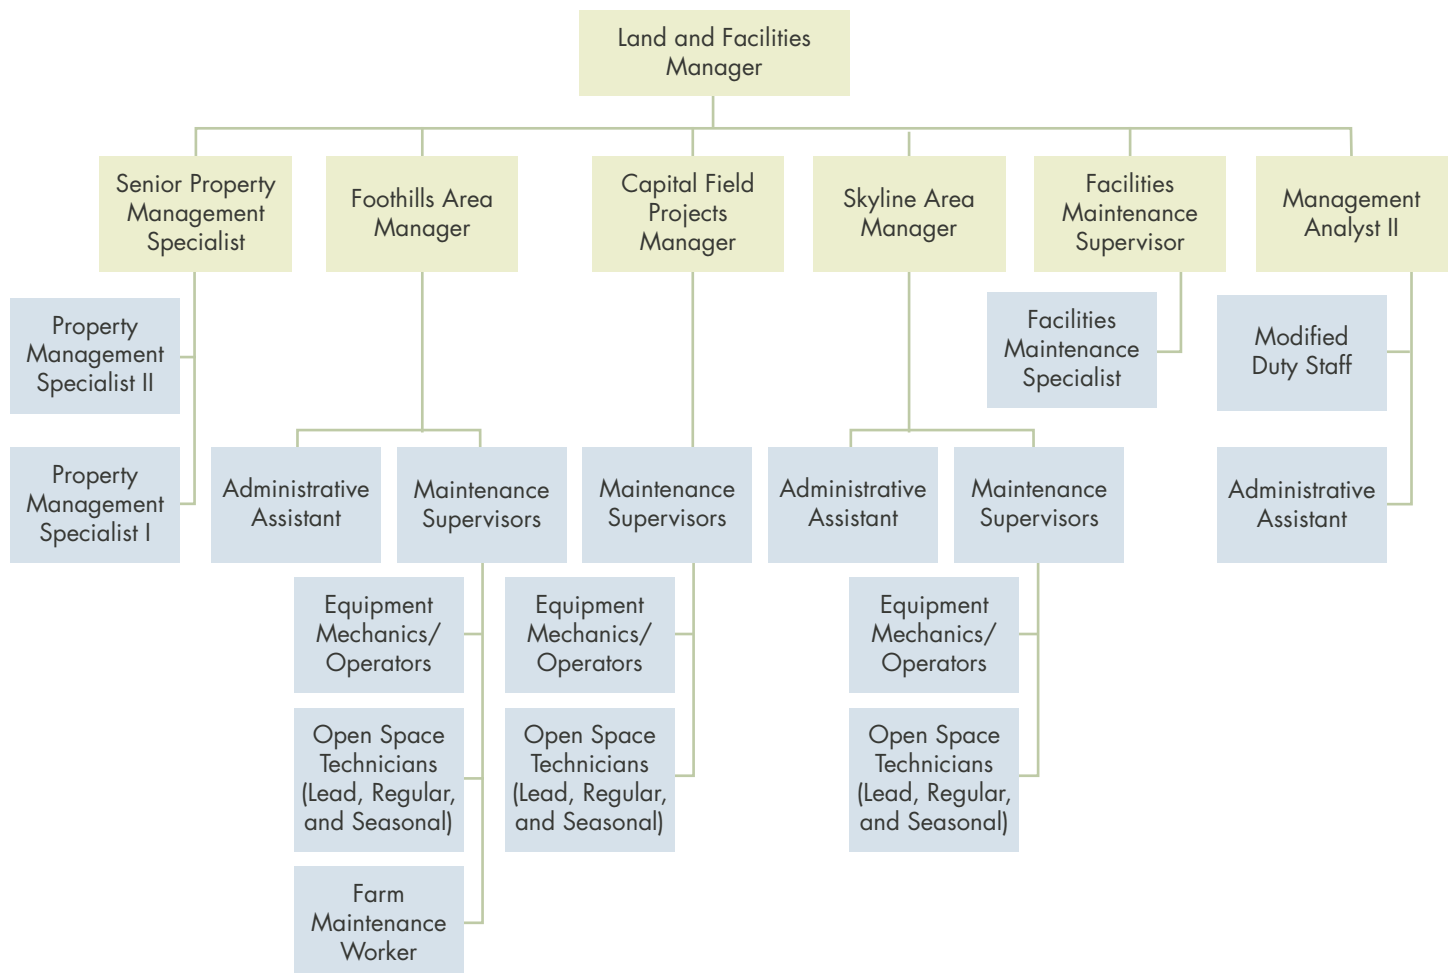 Land and Facilities
Manager
Senior Property
Management
Specialist
Foothills Area
Manager
Capital Field
Projects
Manager
Skyline Area
Manager
Facilities
Maintenance
Supervisor
Management
Analyst II
Property
Management
Specialist II
Facilities
Maintenance
Specialist
Modified
Duty Staff
Property
Management
Specialist I
Administrative
Assistant
Maintenance
Supervisors
Maintenance
Supervisors
Administrative
Assistant
Maintenance
Supervisors
Administrative
Assistant
Equipment
Mechanics/
Operators
Equipment
Mechanics/
Operators
Equipment
Mechanics/
Operators
Open Space
Technicians
(Lead, Regular,
and Seasonal)
Open Space
Technicians
(Lead, Regular,
and Seasonal)
Open Space
Technicians
(Lead, Regular,
and Seasonal)
Farm
Maintenance
Worker